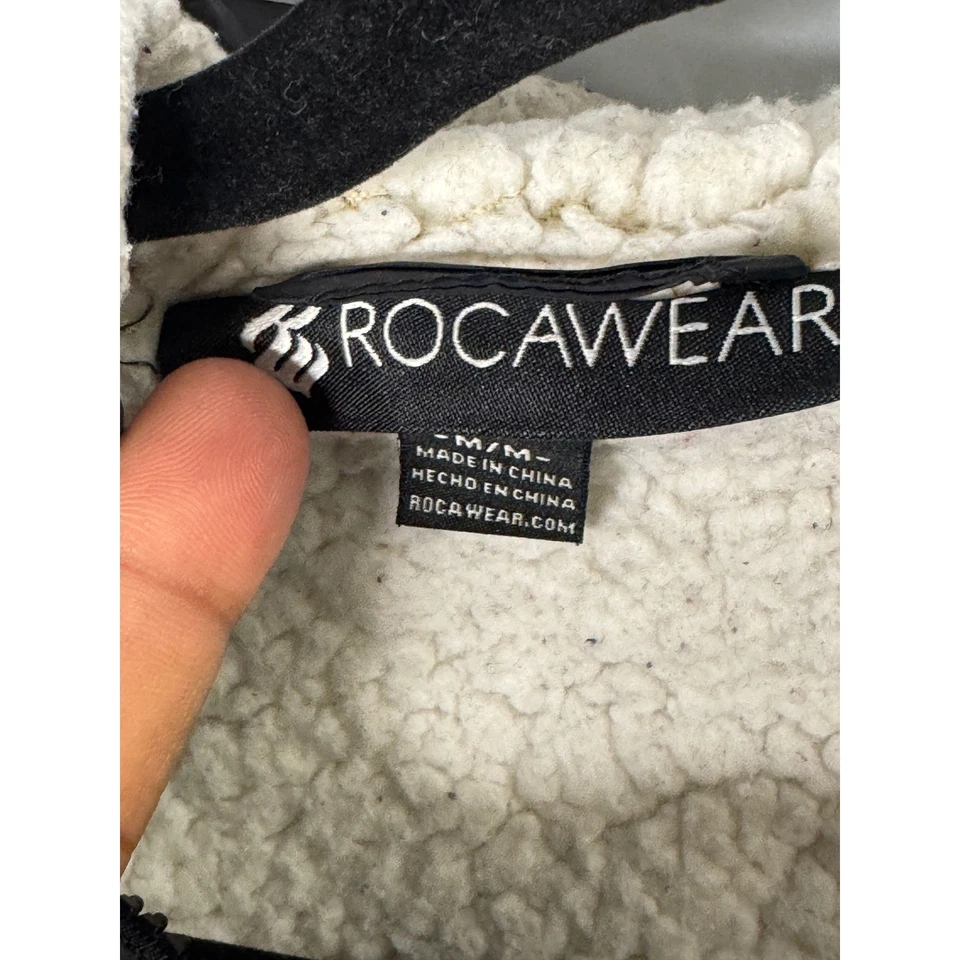 ROCAWEAR
-M/M-
MADE IN CHINA
HECHO EN CHINA
ROCAWEAR.COM